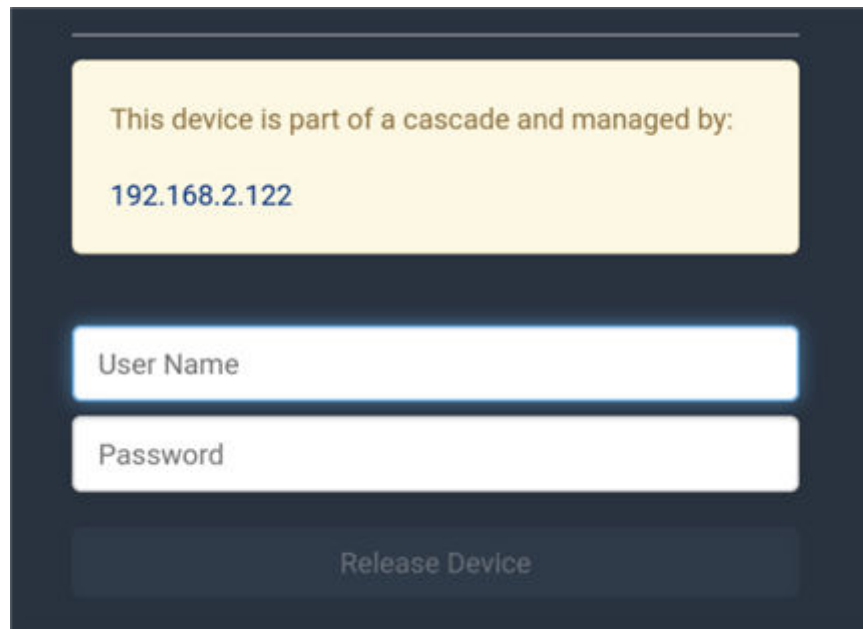 This device is part of a cascade and managed by:
192.168.2.122
User Name
Password
Release Device